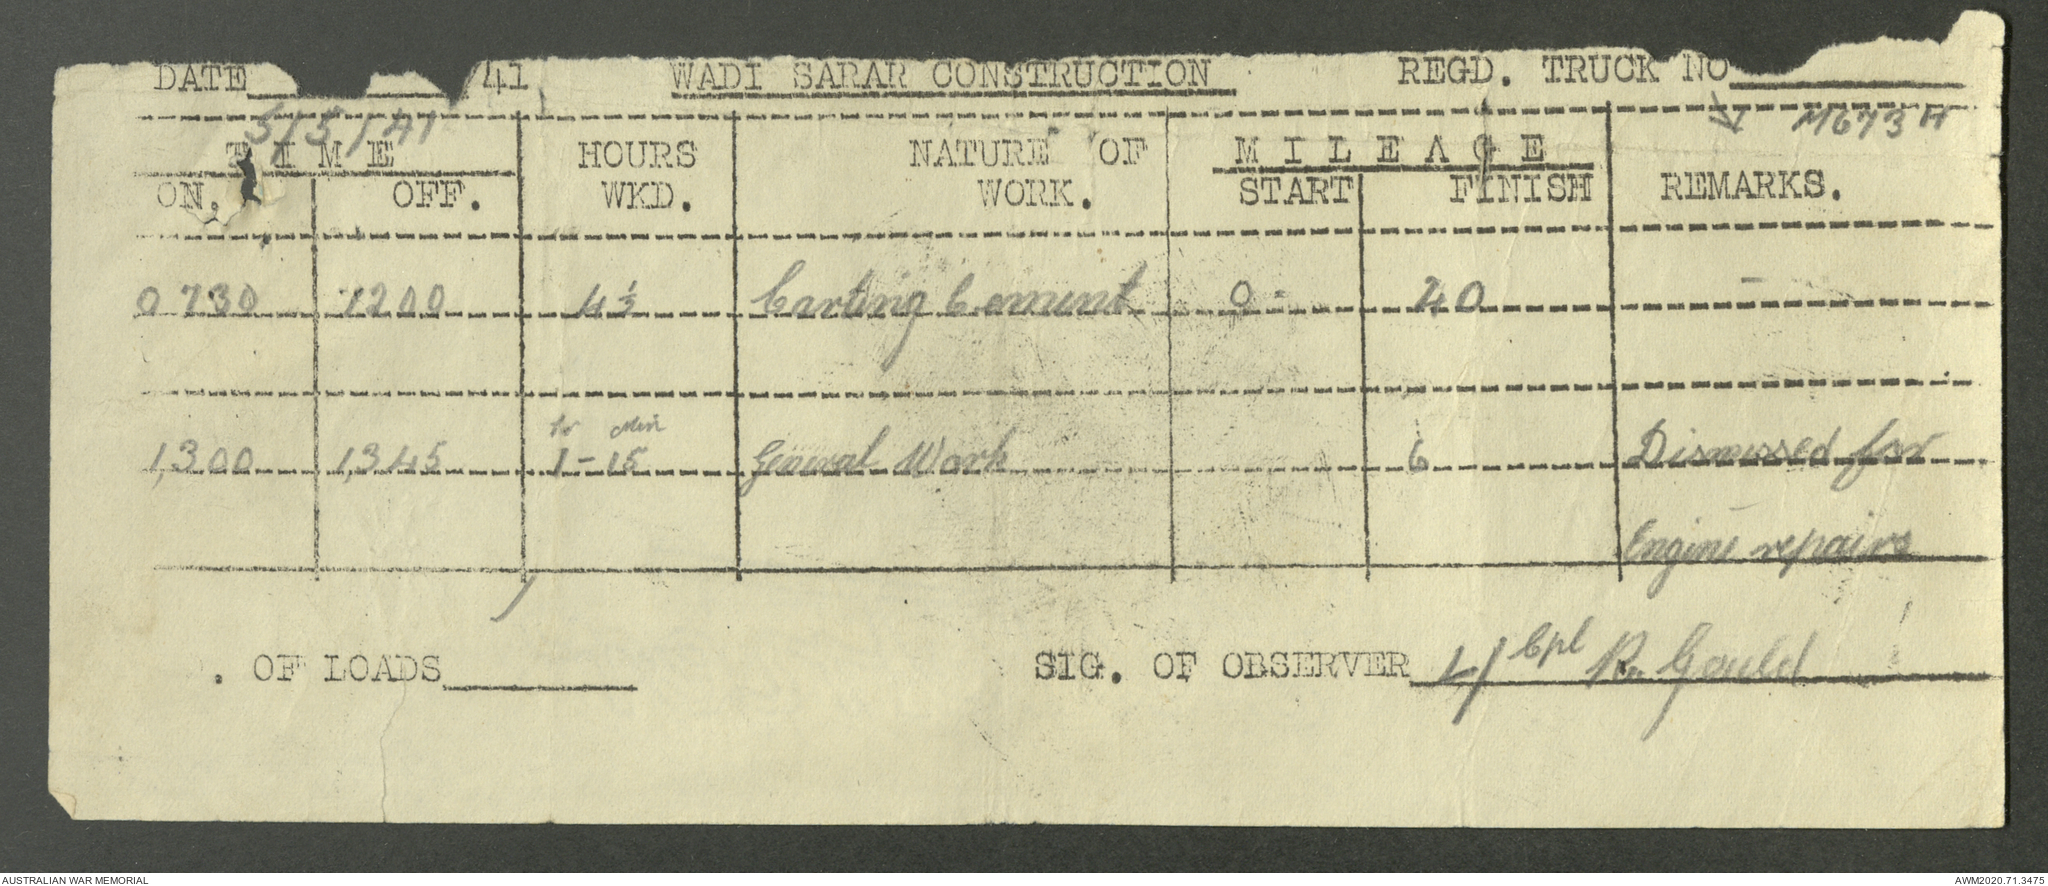 DATE /41 WADI SARAR CONSTRUCTION REGD. TRUCK NO
5/5/41 M673H
TIME HOURS NATURE OF MILEAGE
ON. OFF. WKD. WORK. START FINISH REMARKS.
0730 1200 4½ Carting Cement 0 - 40 -
hr Min
1300 1345 1-15 General Work 6 Dismissed for
Engine repairs
. OF LOADS SIG. OF OBSERVER L/Cpl R. Gould
AUSTRALIAN WAR MEMORIAL AWM2020.71.3475